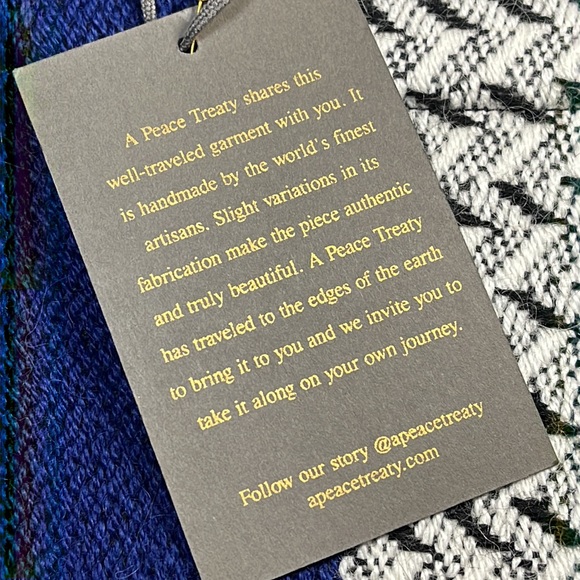 A Peace Treaty shares this
well-traveled garment with you. It
is handmade by the world's finest
artisans. Slight variations in its
fabrication make the piece authentic
and truly beautiful. A Peace Treaty
has traveled to the edges of the earth
to bring it to you and we invite you to
take it along on your own journey.
Follow our story @apeacetreaty
apeacetreaty.com